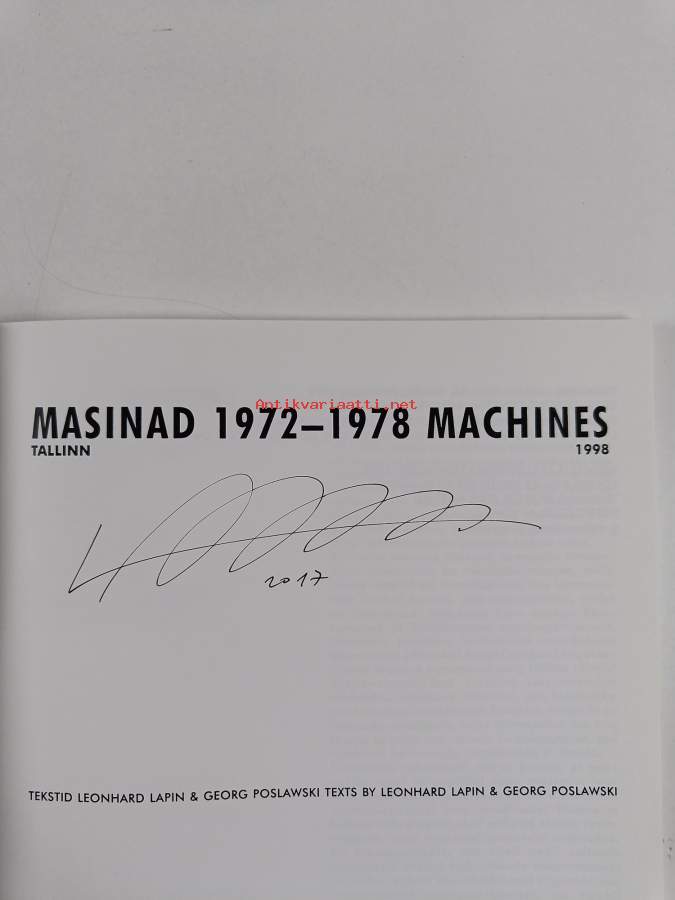 Antikvariaatti.net
MASINAD 1972–1978 MACHINES
TALLINN 1998
2017
TEKSTID LEONHARD LAPIN & GEORG POSLAWSKI TEXTS BY LEONHARD LAPIN & GEORG POSLAWSKI